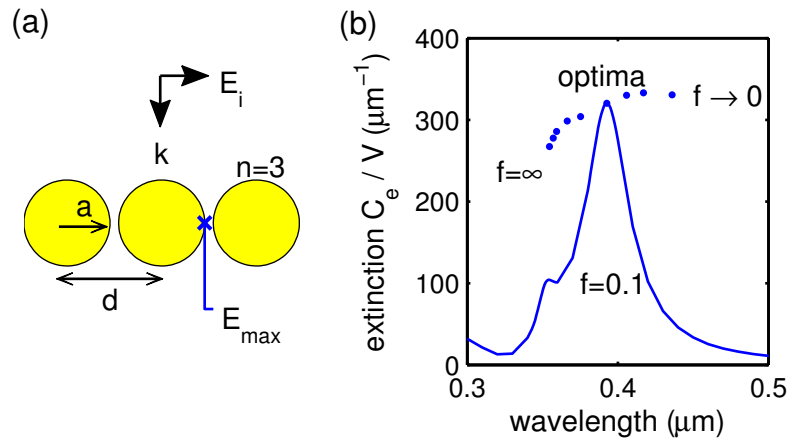 (a)
E_i
k
n=3
a
d
E_max
(b)
extinction C_e / V (μm⁻¹)
400
300
200
100
0
optima
f → 0
f=∞
f=0.1
0.3
0.4
0.5
wavelength (μm)